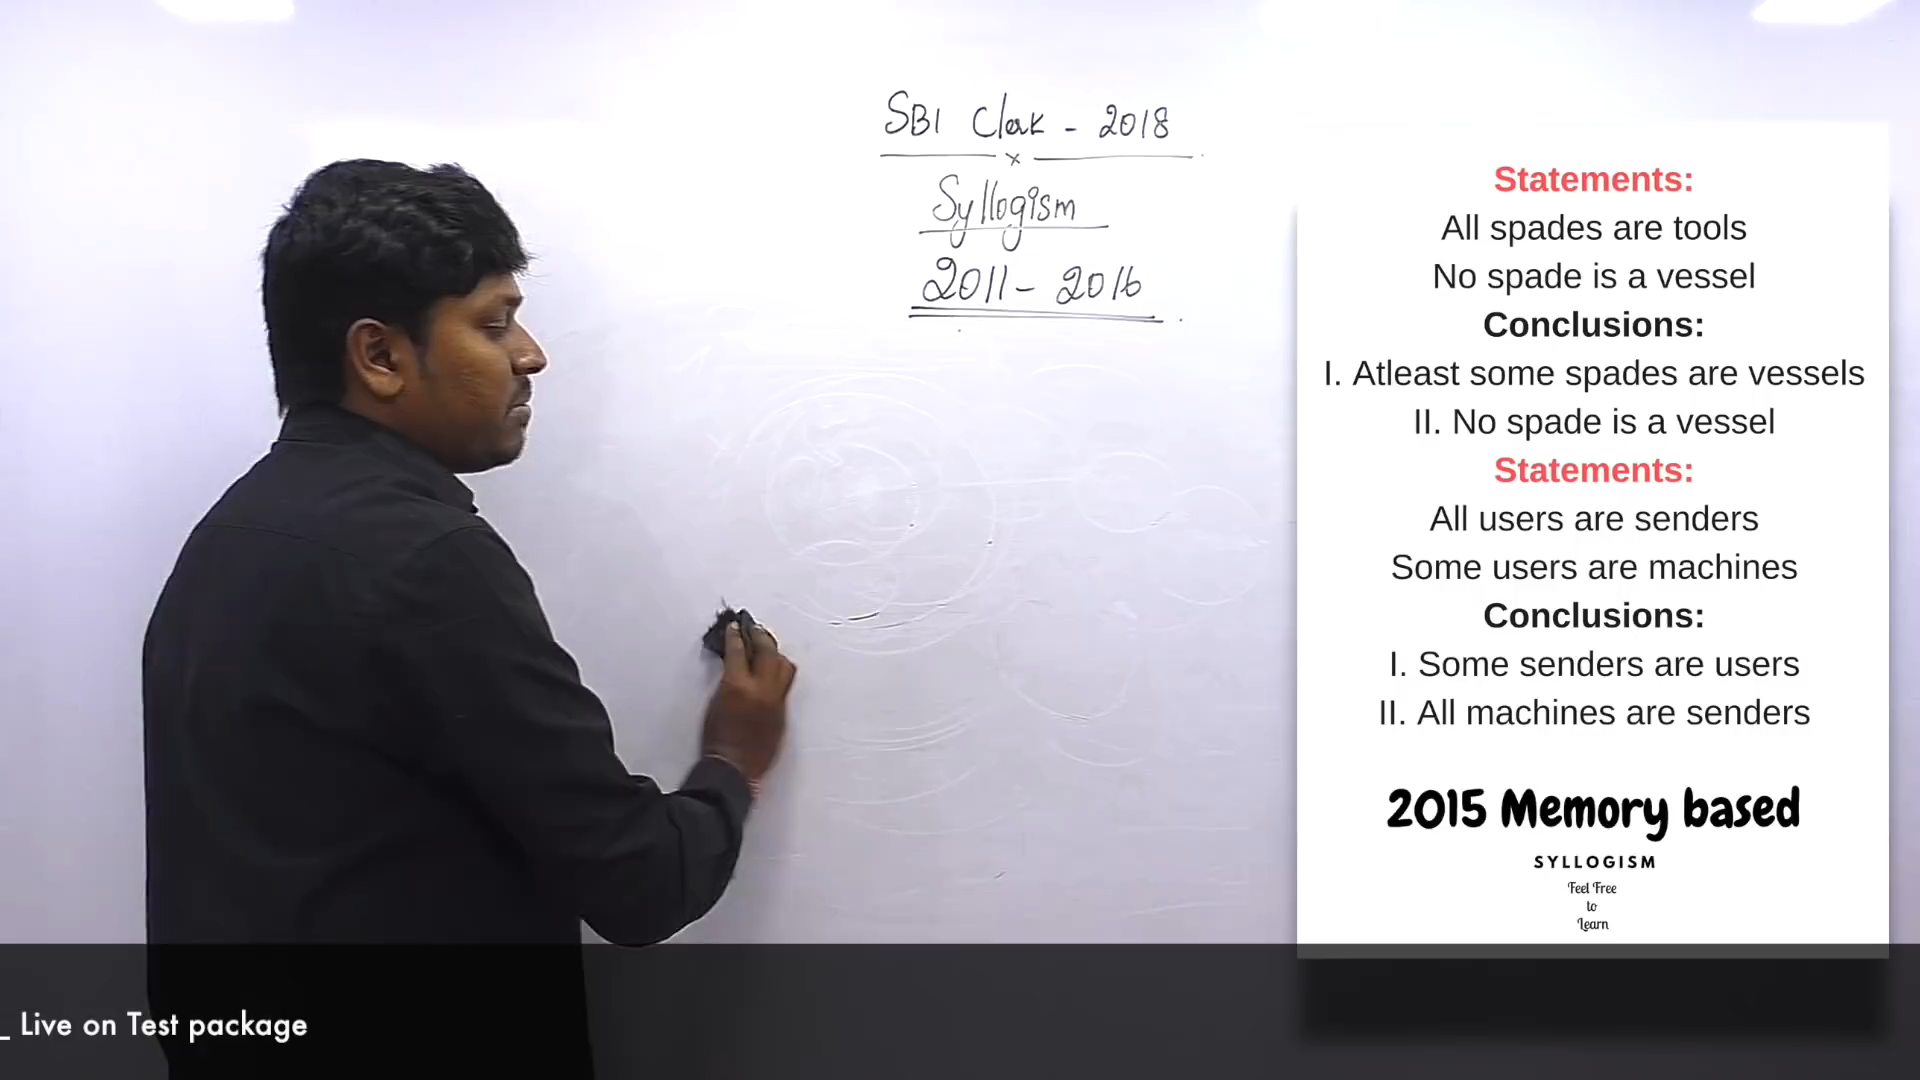 SBI Clerk - 2018
x
Syllogism
2011 - 2016
Statements:
All spades are tools
No spade is a vessel
Conclusions:
I. Atleast some spades are vessels
II. No spade is a vessel
Statements:
All users are senders
Some users are machines
Conclusions:
I. Some senders are users
II. All machines are senders
2015 Memory based
SYLLOGISM
Feel Free
to
Learn
_ Live on Test package